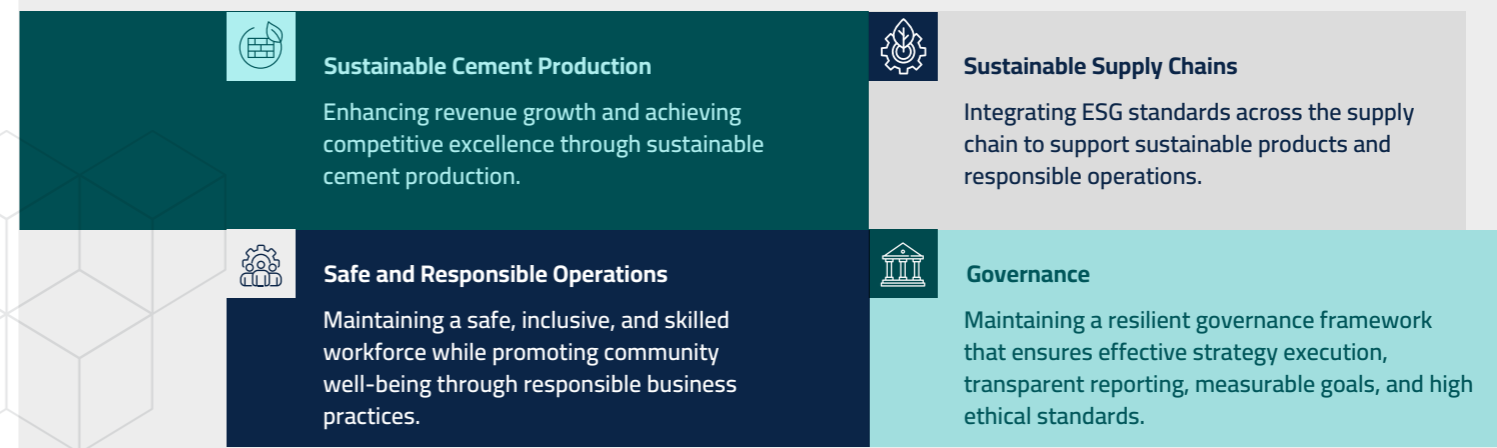 Sustainable Cement Production
Enhancing revenue growth and achieving
competitive excellence through sustainable
cement production.
Sustainable Supply Chains
Integrating ESG standards across the supply
chain to support sustainable products and
responsible operations.
Safe and Responsible Operations
Maintaining a safe, inclusive, and skilled
workforce while promoting community
well-being through responsible business
practices.
Governance
Maintaining a resilient governance framework
that ensures effective strategy execution,
transparent reporting, measurable goals, and high
ethical standards.